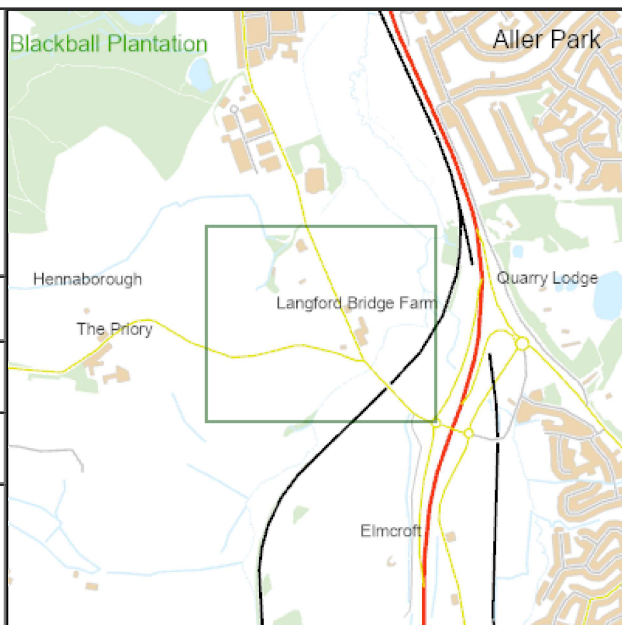 Blackball Plantation
Aller Park
Hennaborough
Quarry Lodge
Langford Bridge Farm
The Priory
Elmcroft